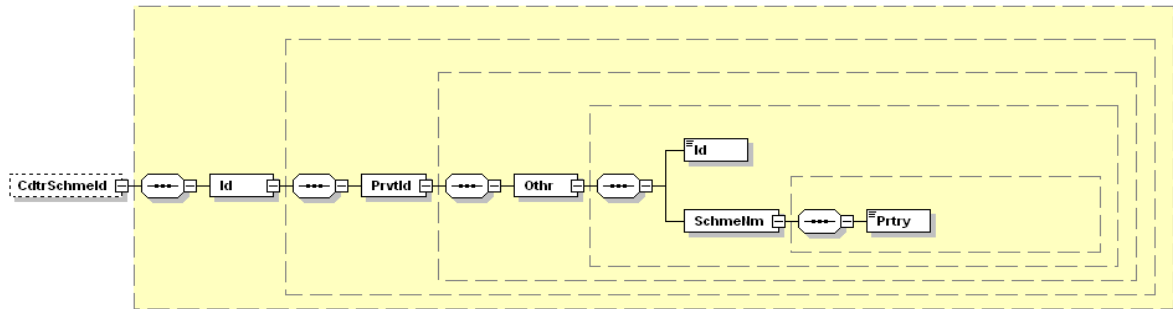 Id
CdtrSchmeId
Id
PrvtId
Othr
SchmeNm
Prtry